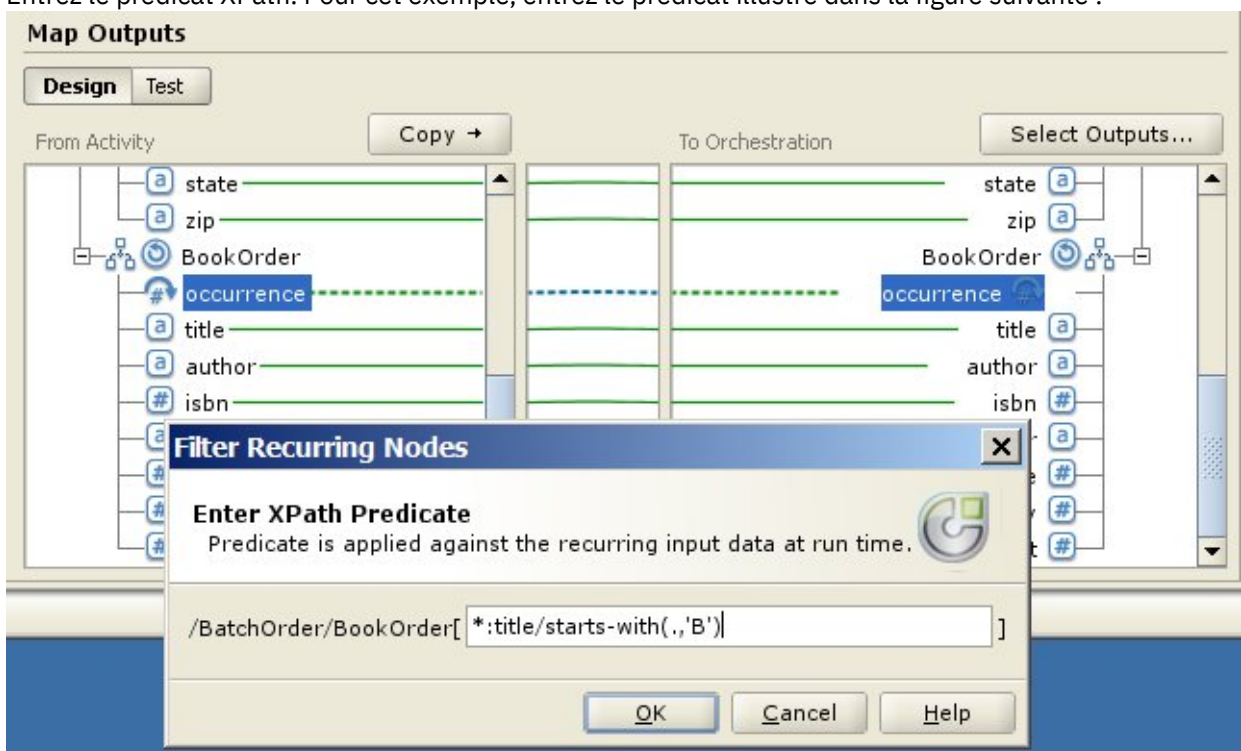 Entrez le prédicat XPath. Pour cet exemple, entrez le prédicat illustré dans la figure suivante :
Map Outputs
Design Test
From Activity Copy → To Orchestration Select Outputs...
a state state a
a zip zip a
BookOrder BookOrder
# occurrence occurrence #
a title title a
a author author a
# isbn isbn #
Filter Recurring Nodes
Enter XPath Predicate
Predicate is applied against the recurring input data at run time.
/BatchOrder/BookOrder[ *:title/starts-with(.,'B') ]
OK Cancel Help